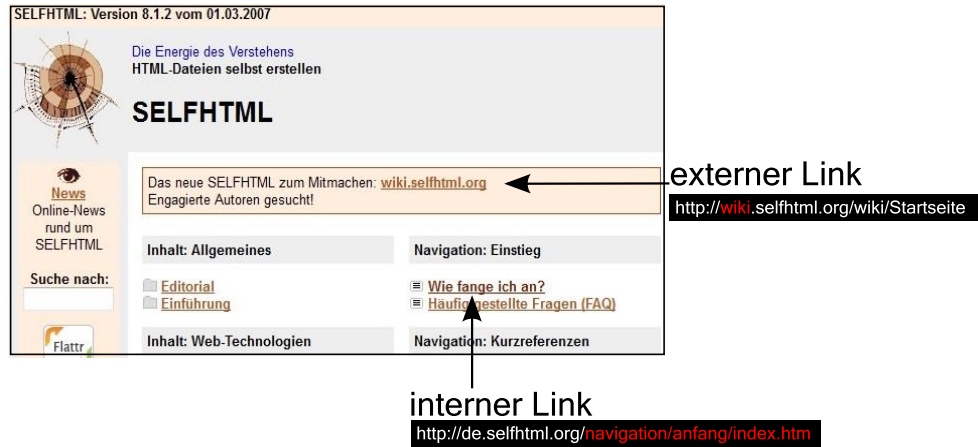 SELFHTML: Version 8.1.2 vom 01.03.2007
Die Energie des Verstehens
HTML-Dateien selbst erstellen
SELFHTML
News
Online-News
rund um
SELFHTML
Suche nach:
Flattr
Das neue SELFHTML zum Mitmachen: wiki.selfhtml.org
Engagierte Autoren gesucht!
Inhalt: Allgemeines
Editorial
Einführung
Inhalt: Web-Technologien
Navigation: Einstieg
Wie fange ich an?
Häufig gestellte Fragen (FAQ)
Navigation: Kurzreferenzen
externer Link
http://wiki.selfhtml.org/wiki/Startseite
interner Link
http://de.selfhtml.org/navigation/anfang/index.htm